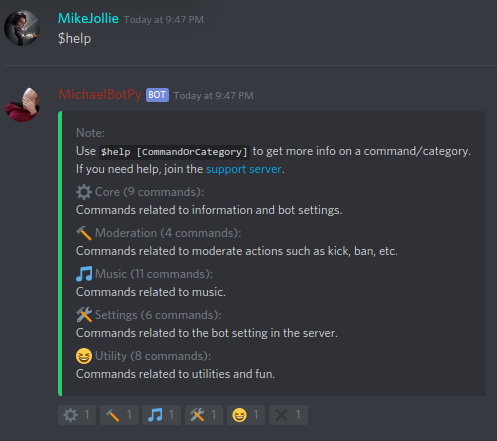 MikeJollie Today at 9:47 PM
$help
MichaelBotPy BOT Today at 9:47 PM
Note:
Use $help [CommandOrCategory] to get more info on a command/category.
If you need help, join the support server.
Core (9 commands):
Commands related to information and bot settings.
Moderation (4 commands):
Commands related to moderate actions such as kick, ban, etc.
Music (11 commands):
Commands related to music.
Settings (6 commands):
Commands related to the bot setting in the server.
Utility (8 commands):
Commands related to utilities and fun.
1 1 1 1 1 1